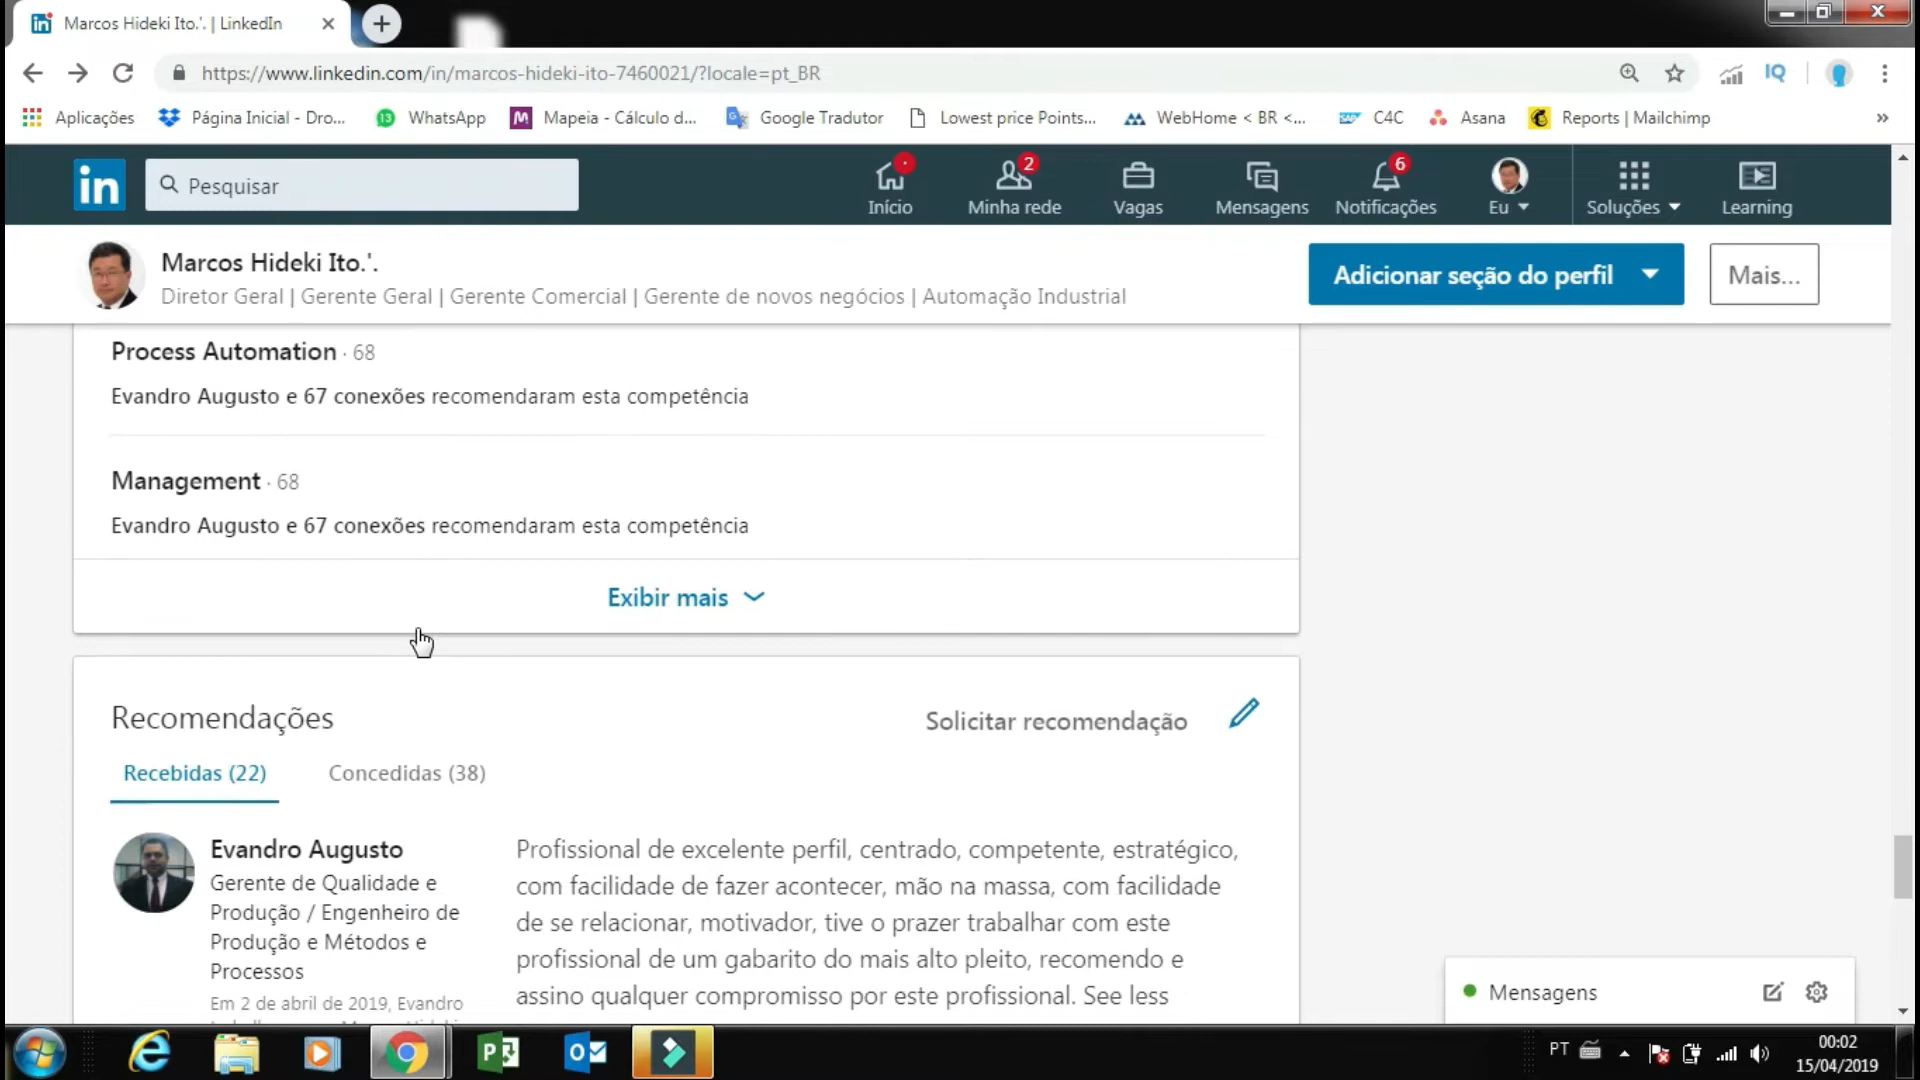 Marcos Hideki Ito.'. | LinkedIn
https://www.linkedin.com/in/marcos-hideki-ito-7460021/?locale=pt_BR
IQ
Aplicações
Página Inicial - Dro...
13
WhatsApp
M
Mapeia - Cálculo d...
Google Tradutor
Lowest price Points...
WebHome < BR <...
SAP
C4C
Asana
Reports | Mailchimp
»
in
Pesquisar
Início
2
Minha rede
Vagas
Mensagens
6
Notificações
Eu
Soluções
Learning
Marcos Hideki Ito.'.
Diretor Geral | Gerente Geral | Gerente Comercial | Gerente de novos negócios | Automação Industrial
Adicionar seção do perfil
Mais...
Process Automation · 68
Evandro Augusto e 67 conexões recomendaram esta competência
Management · 68
Evandro Augusto e 67 conexões recomendaram esta competência
Exibir mais
Recomendações
Solicitar recomendação
Recebidas (22)
Concedidas (38)
Evandro Augusto
Gerente de Qualidade e
Produção / Engenheiro de
Produção e Métodos e
Processos
Em 2 de abril de 2019, Evandro
Profissional de excelente perfil, centrado, competente, estratégico,
com facilidade de fazer acontecer, mão na massa, com facilidade
de se relacionar, motivador, tive o prazer trabalhar com este
profissional de um gabarito do mais alto pleito, recomendo e
assino qualquer compromisso por este profissional. See less
Mensagens
PT
00:02
15/04/2019